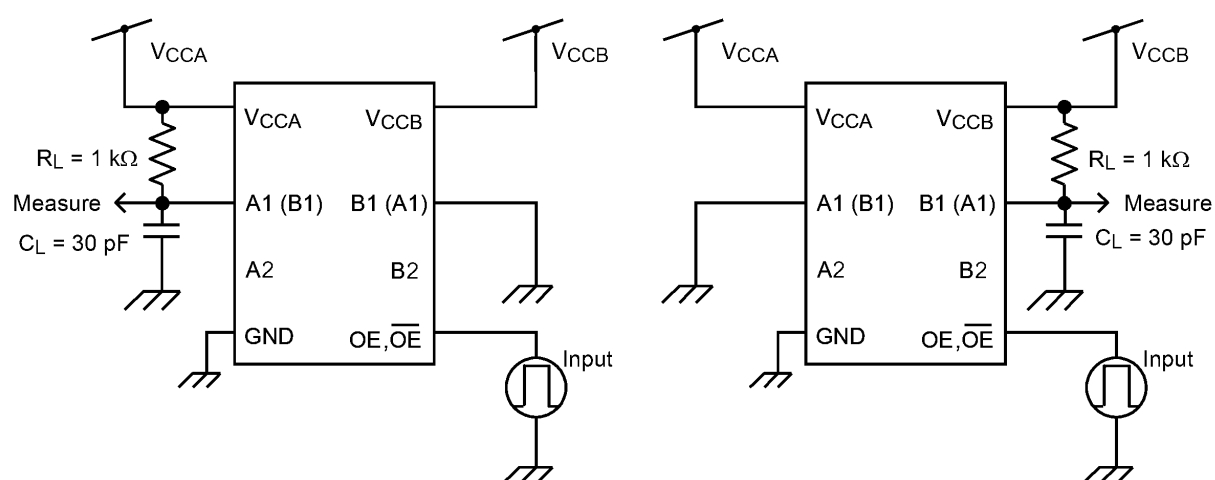 VCCA
VCCB
VCCA
VCCB
RL = 1 kΩ
Measure
CL = 30 pF
A1 (B1)
B1 (A1)
A2
B2
GND
OE,O̅E̅
Input
VCCA
VCCB
VCCA
VCCB
RL = 1 kΩ
A1 (B1)
B1 (A1)
Measure
CL = 30 pF
A2
B2
GND
OE,O̅E̅
Input